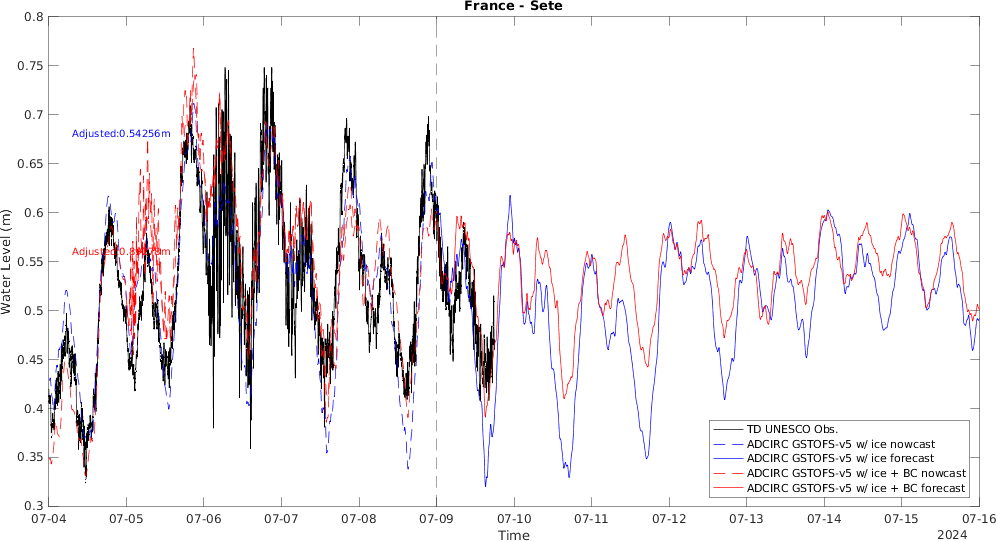 France - Sete
Water Level (m)
0.8
0.75
0.7
0.65
0.6
0.55
0.5
0.45
0.4
0.35
0.3
Adjusted:0.54256m
TD UNESCO Obs.
ADCIRC GSTOFS-v5 w/ ice nowcast
ADCIRC GSTOFS-v5 w/ ice forecast
ADCIRC GSTOFS-v5 w/ ice + BC nowcast
ADCIRC GSTOFS-v5 w/ ice + BC forecast
07-04 07-05 07-06 07-07 07-08 07-09 07-10 07-11 07-12 07-13 07-14 07-15 07-16
Time
2024